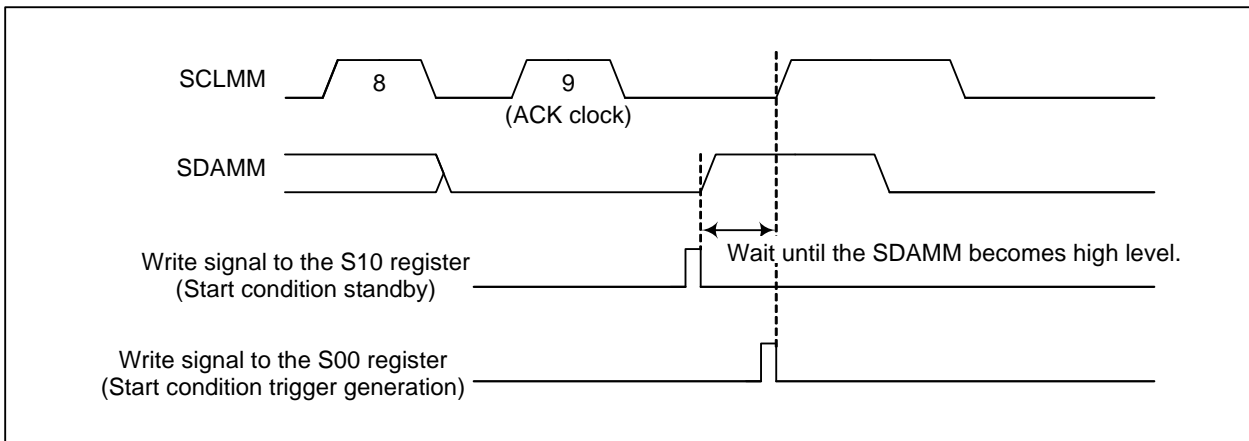 SCLMM
8
9
(ACK clock)
SDAMM
Wait until the SDAMM becomes high level.
Write signal to the S10 register
(Start condition standby)
Write signal to the S00 register
(Start condition trigger generation)